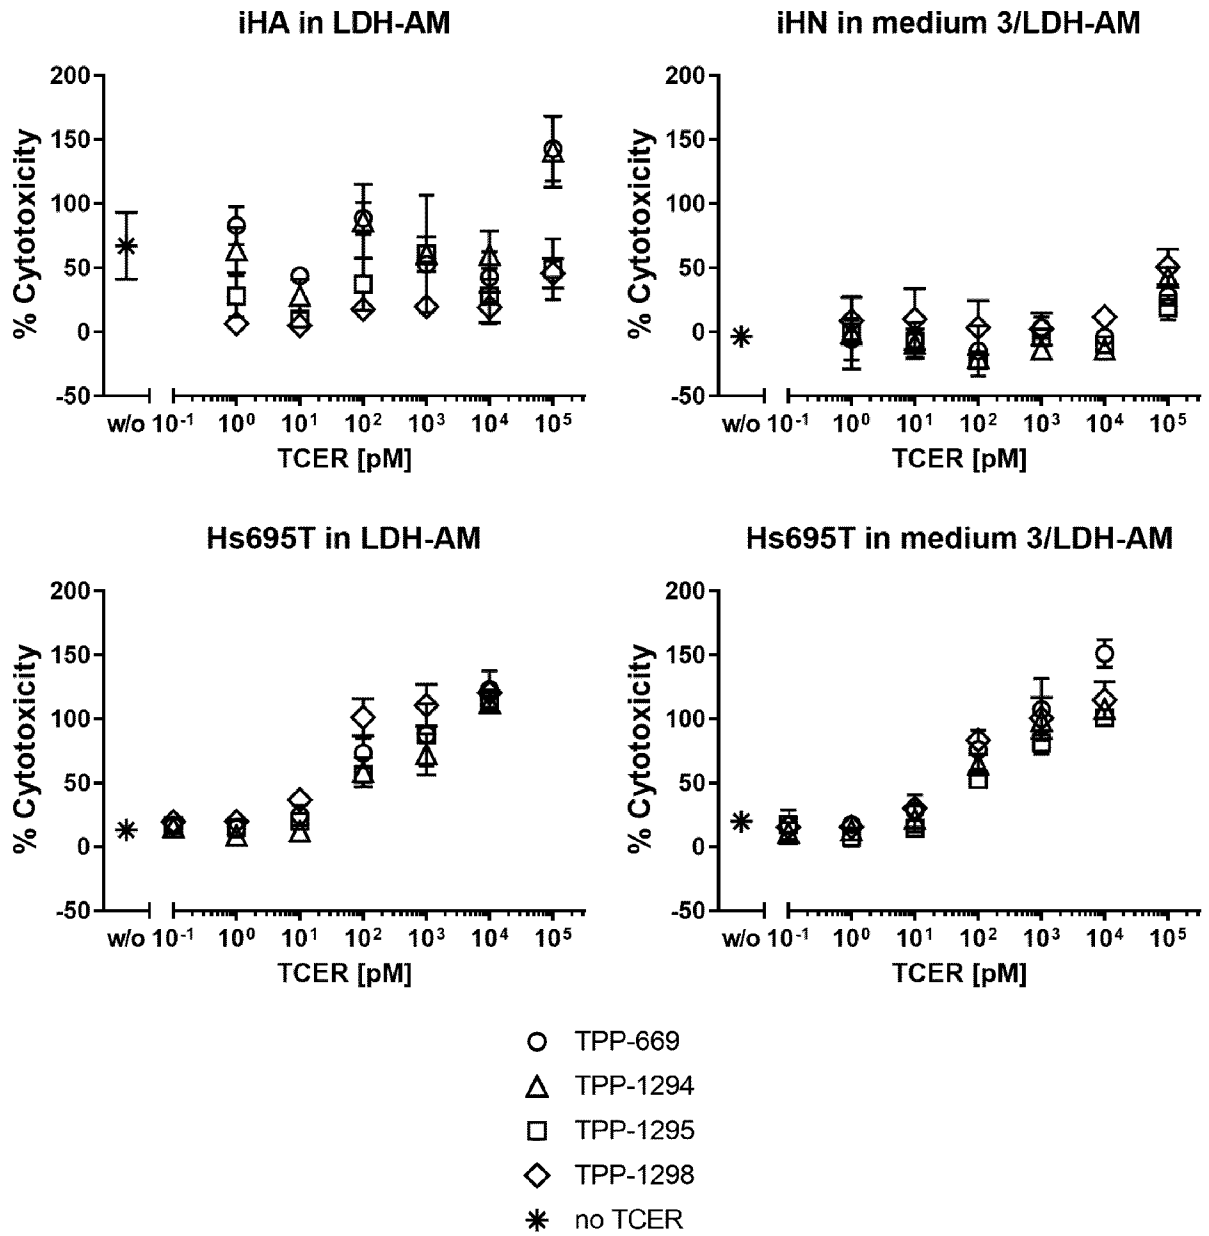 iHA in LDH-AM
% Cytotoxicity
200
150
100
50
0
-50
w/o 10⁻¹ 10⁰ 10¹ 10² 10³ 10⁴ 10⁵
TCER [pM]
iHN in medium 3/LDH-AM
% Cytotoxicity
200
150
100
50
0
-50
w/o 10⁻¹ 10⁰ 10¹ 10² 10³ 10⁴ 10⁵
TCER [pM]
Hs695T in LDH-AM
% Cytotoxicity
200
150
100
50
0
-50
w/o 10⁻¹ 10⁰ 10¹ 10² 10³ 10⁴ 10⁵
TCER [pM]
Hs695T in medium 3/LDH-AM
% Cytotoxicity
200
150
100
50
0
-50
w/o 10⁻¹ 10⁰ 10¹ 10² 10³ 10⁴ 10⁵
TCER [pM]
TPP-669
TPP-1294
TPP-1295
TPP-1298
no TCER